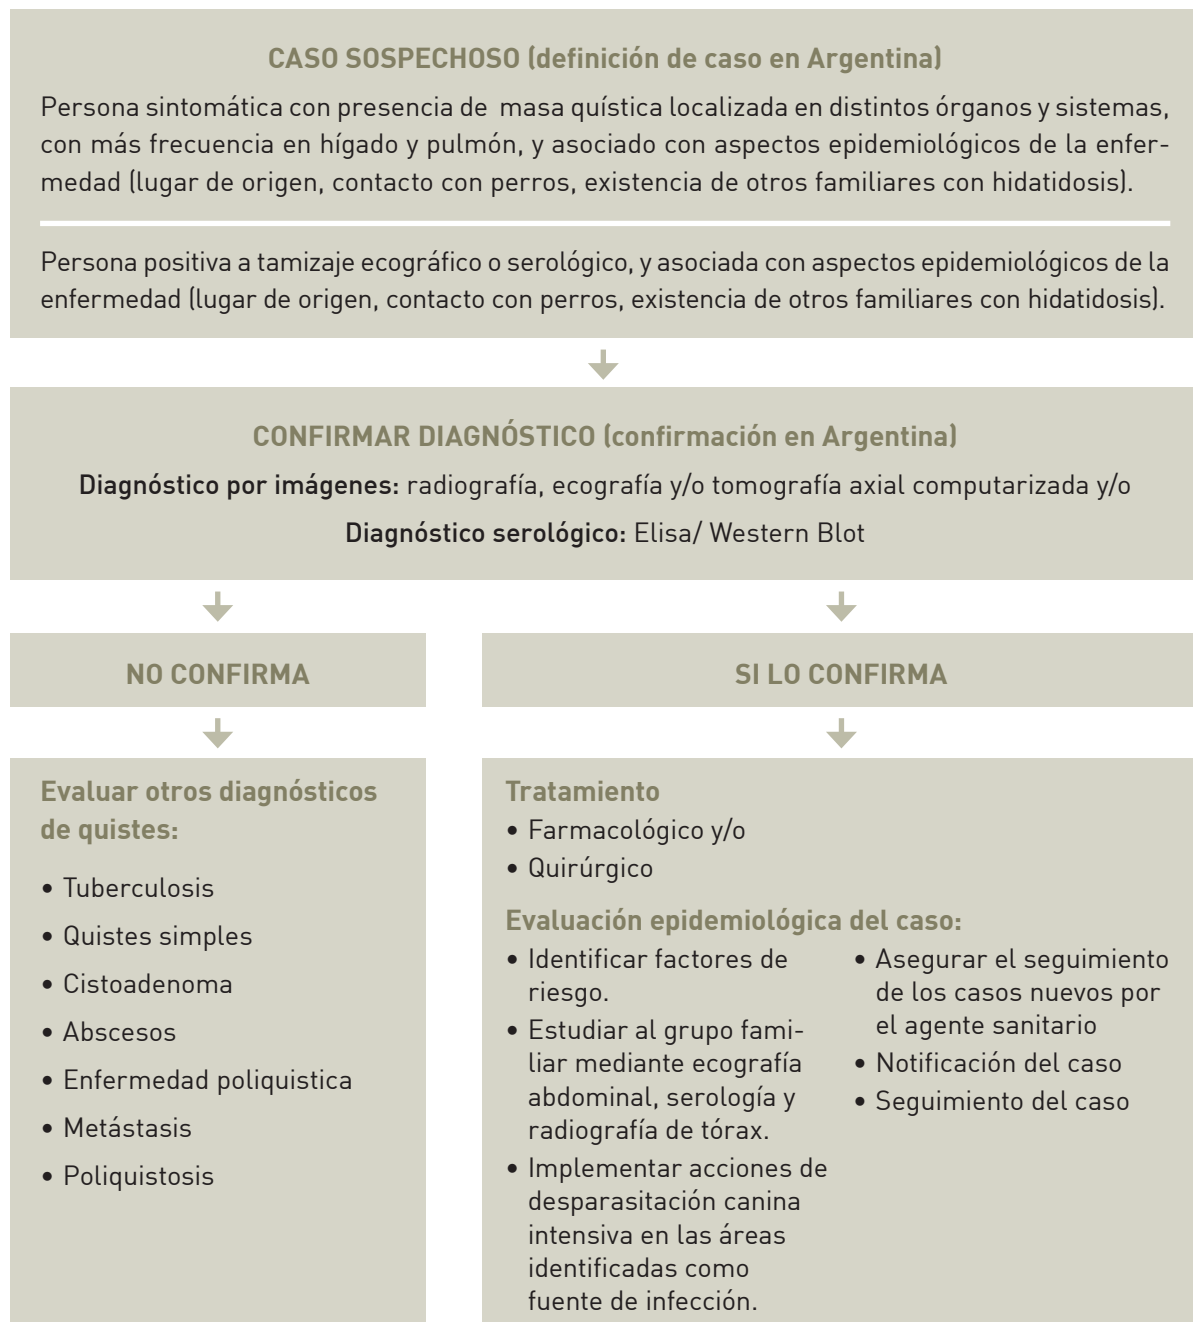 CASO SOSPECHOSO (definición de caso en Argentina)
Persona sintomática con presencia de masa quística localizada en distintos órganos y sistemas,
con más frecuencia en hígado y pulmón, y asociado con aspectos epidemiológicos de la enfer-
medad (lugar de origen, contacto con perros, existencia de otros familiares con hidatidosis).
Persona positiva a tamizaje ecográfico o serológico, y asociada con aspectos epidemiológicos de la
enfermedad (lugar de origen, contacto con perros, existencia de otros familiares con hidatidosis).
CONFIRMAR DIAGNÓSTICO (confirmación en Argentina)
Diagnóstico por imágenes: radiografía, ecografía y/o tomografía axial computarizada y/o
Diagnóstico serológico: Elisa/ Western Blot
NO CONFIRMA
Evaluar otros diagnósticos
de quistes:
• Tuberculosis
• Quistes simples
• Cistoadenoma
• Abscesos
• Enfermedad poliquistica
• Metástasis
• Poliquistosis
SI LO CONFIRMA
Tratamiento
• Farmacológico y/o
• Quirúrgico
Evaluación epidemiológica del caso:
• Identificar factores de
riesgo.
• Estudiar al grupo fami-
liar mediante ecografía
abdominal, serología y
radiografía de tórax.
• Implementar acciones de
desparasitación canina
intensiva en las áreas
identificadas como
fuente de infección.
• Asegurar el seguimiento
de los casos nuevos por
el agente sanitario
• Notificación del caso
• Seguimiento del caso